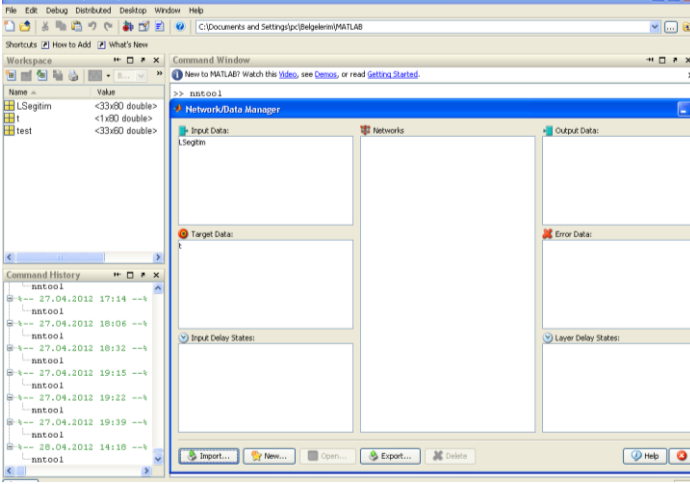 File Edit Debug Distributed Desktop Window Help
C:\Documents and Settings\pc\Belgelerim\MATLAB
Shortcuts How to Add What's New
Workspace
Name Value
LSegitim <33x80 double>
t <1x80 double>
test <33x60 double>
Command History
nntool
%-- 27.04.2012 17:14 --%
nntool
%-- 27.04.2012 18:06 --%
nntool
%-- 27.04.2012 18:32 --%
nntool
%-- 27.04.2012 19:15 --%
nntool
%-- 27.04.2012 19:22 --%
nntool
%-- 27.04.2012 19:39 --%
nntool
%-- 28.04.2012 14:18 --%
nntool
Command Window
New to MATLAB? Watch this Video, see Demos, or read Getting Started.
>> nntool
Network/Data Manager
Input Data:
LSegitim
Networks
Output Data:
Target Data:
t
Error Data:
Input Delay States:
Layer Delay States:
Import... New... Open... Export... Delete Help